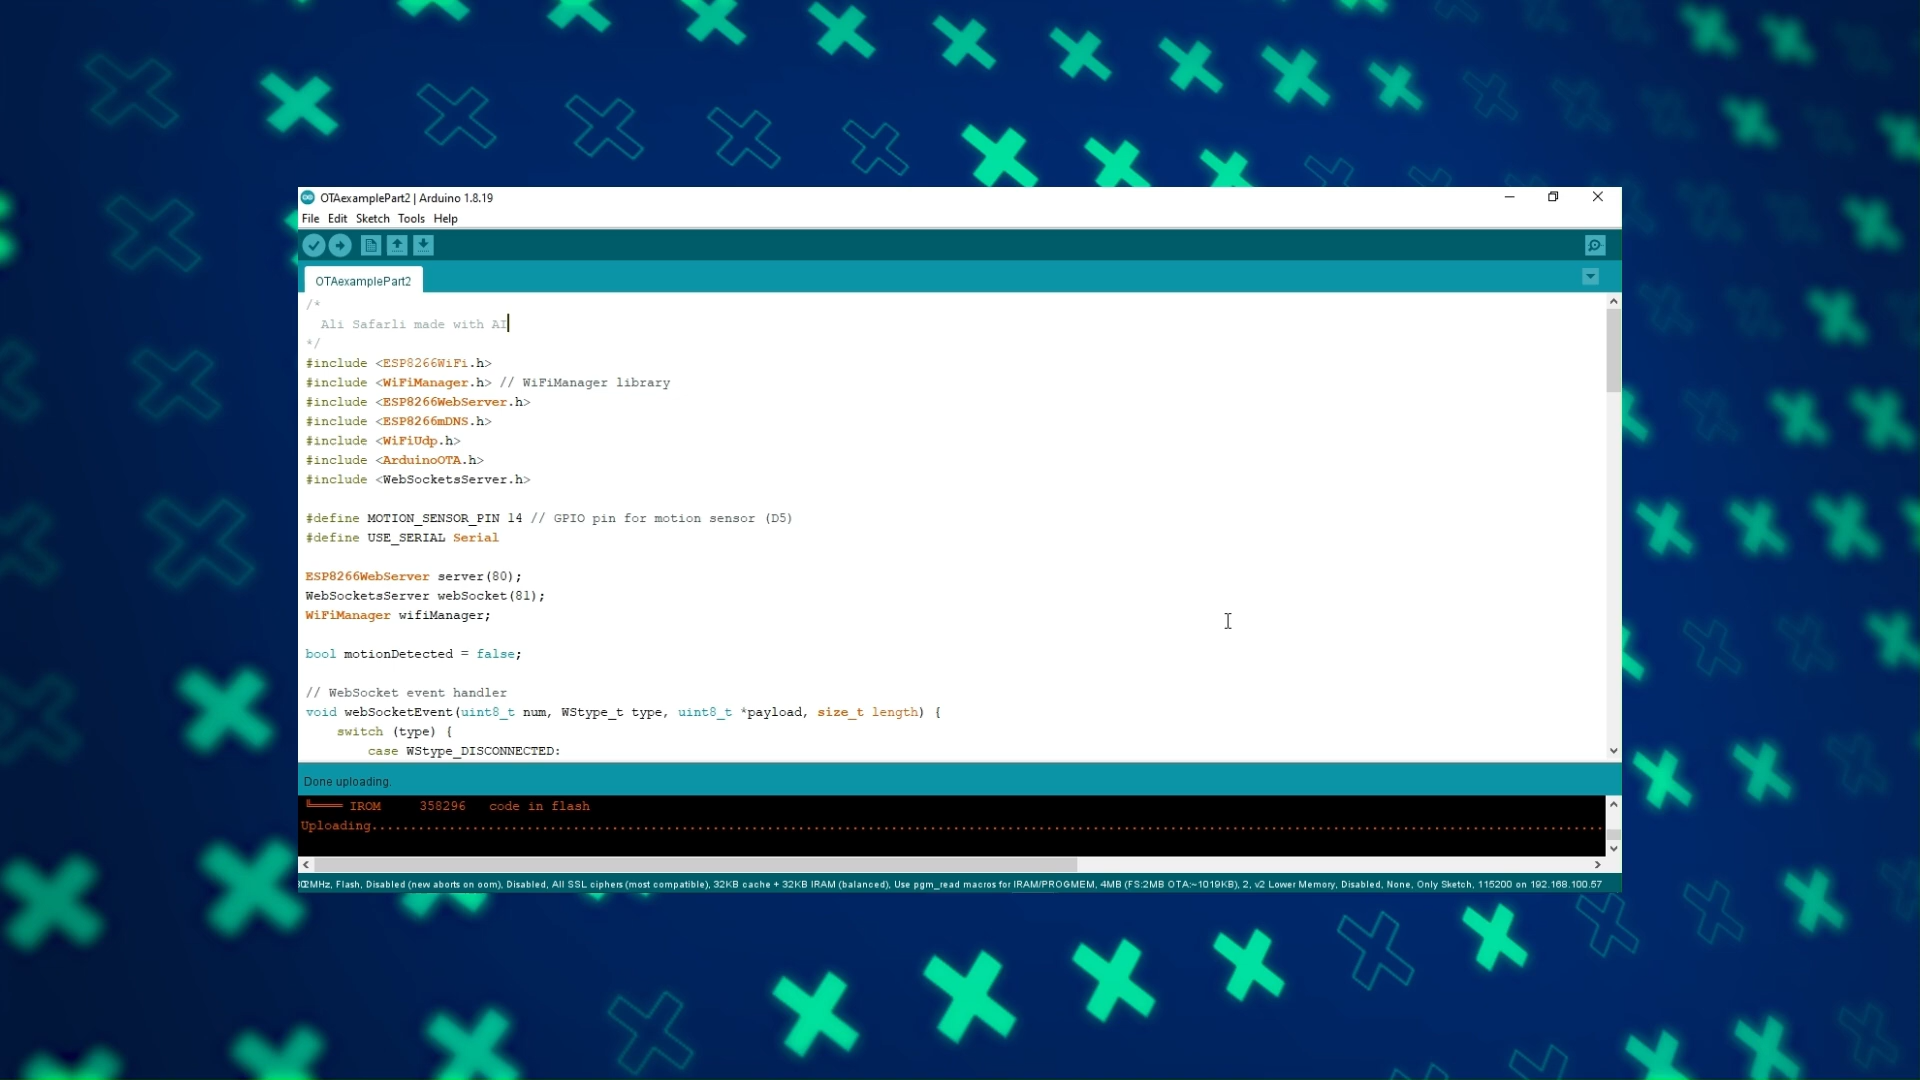 OTAexamplePart2 | Arduino 1.8.19
File Edit Sketch Tools Help
OTAexamplePart2
/*
  Ali Safarli made with AI
*/
#include <ESP8266WiFi.h>
#include <WiFiManager.h> // WiFiManager library
#include <ESP8266WebServer.h>
#include <ESP8266mDNS.h>
#include <WiFiUdp.h>
#include <ArduinoOTA.h>
#include <WebSocketsServer.h>
#define MOTION_SENSOR_PIN 14 // GPIO pin for motion sensor (D5)
#define USE_SERIAL Serial
ESP8266WebServer server(80);
WebSocketsServer webSocket(81);
WiFiManager wifiManager;
bool motionDetected = false;
// WebSocket event handler
void webSocketEvent(uint8_t num, WStype_t type, uint8_t *payload, size_t length) {
    switch (type) {
        case WStype_DISCONNECTED:
Done uploading.
╚════ IROM     358296   code in flash
Uploading................................................................................................................................................................
MHz, Flash, Disabled (new aborts on oom), Disabled, All SSL ciphers (most compatible), 32KB cache + 32KB IRAM (balanced), Use pgm_read macros for IRAM/PROGMEM, 4MB (FS:2MB OTA:~1019KB), 2, v2 Lower Memory, Disabled, None, Only Sketch, 115200 on 192.168.100.57